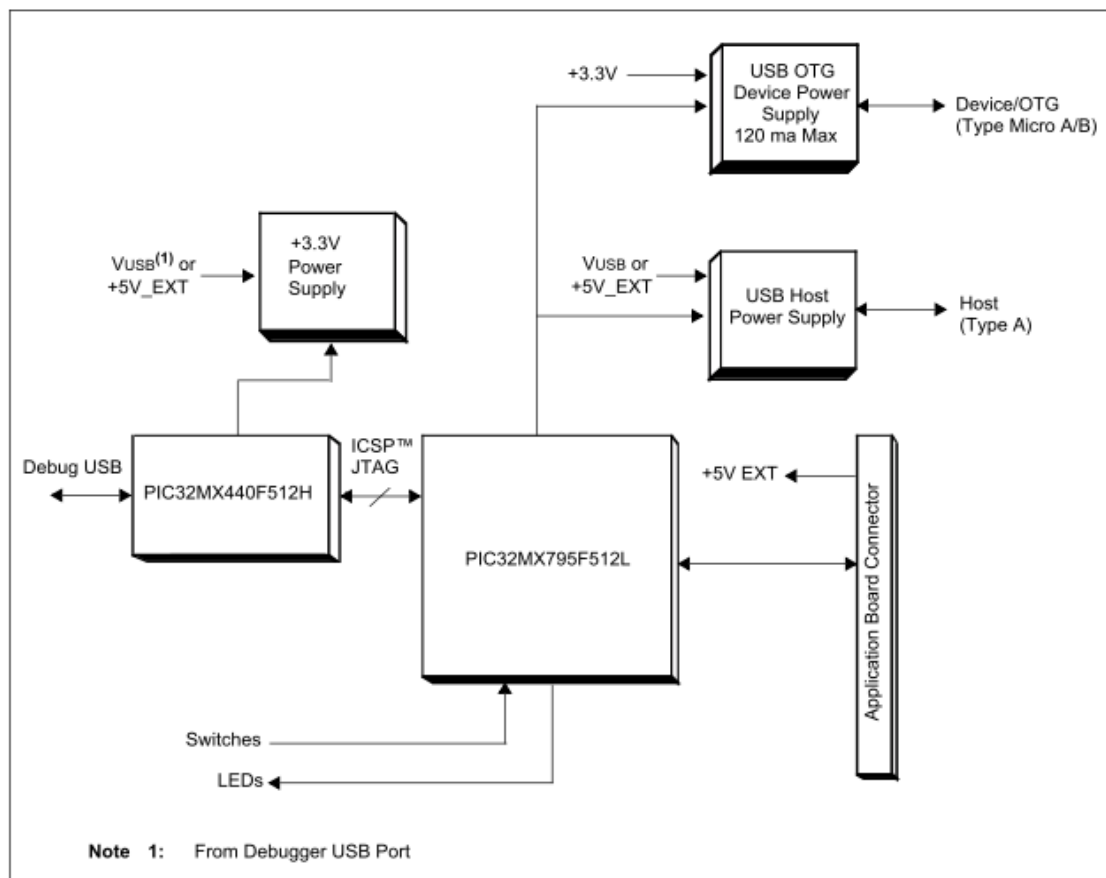 +3.3V
USB OTG
Device Power
Supply
120 ma Max
Device/OTG
(Type Micro A/B)
VUSB(1) or
+5V_EXT
+3.3V
Power
Supply
VUSB or
+5V_EXT
USB Host
Power Supply
Host
(Type A)
Debug USB
PIC32MX440F512H
ICSP™
JTAG
PIC32MX795F512L
+5V EXT
Application Board Connector
Switches
LEDs
Note 1: From Debugger USB Port